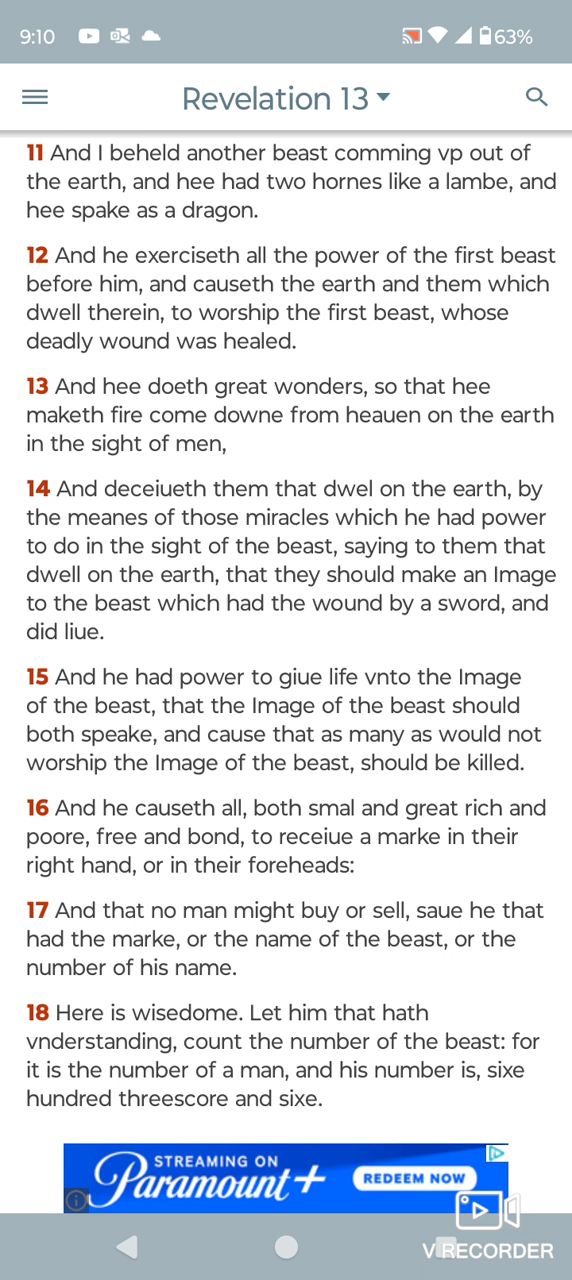 9:10
63%
Revelation 13
11 And I beheld another beast comming vp out of
the earth, and hee had two hornes like a lambe, and
hee spake as a dragon.
12 And he exerciseth all the power of the first beast
before him, and causeth the earth and them which
dwell therein, to worship the first beast, whose
deadly wound was healed.
13 And hee doeth great wonders, so that hee
maketh fire come downe from heauen on the earth
in the sight of men,
14 And deceiueth them that dwel on the earth, by
the meanes of those miracles which he had power
to do in the sight of the beast, saying to them that
dwell on the earth, that they should make an Image
to the beast which had the wound by a sword, and
did liue.
15 And he had power to giue life vnto the Image
of the beast, that the Image of the beast should
both speake, and cause that as many as would not
worship the Image of the beast, should be killed.
16 And he causeth all, both smal and great rich and
poore, free and bond, to receiue a marke in their
right hand, or in their foreheads:
17 And that no man might buy or sell, saue he that
had the marke, or the name of the beast, or the
number of his name.
18 Here is wisedome. Let him that hath
vnderstanding, count the number of the beast: for
it is the number of a man, and his number is, sixe
hundred threescore and sixe.
STREAMING ON
Paramount+
REDEEM NOW
V RECORDER